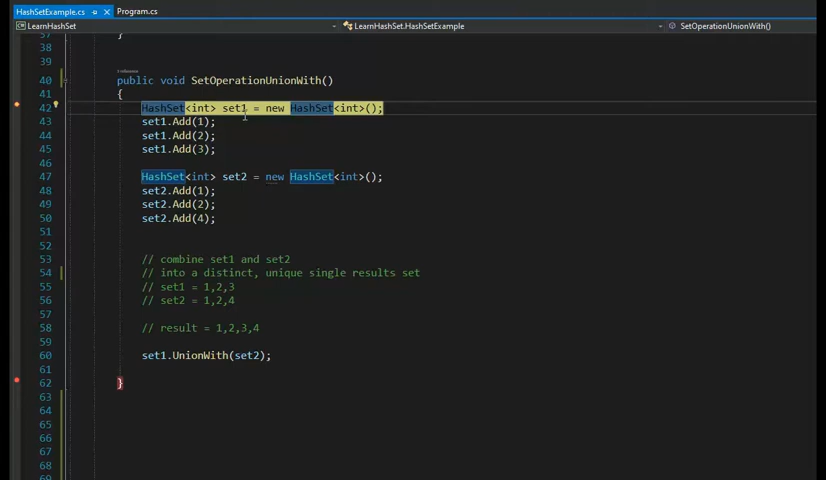 HashSetExample.cs Program.cs
LearnHashSet LearnHashSet.HashSetExample SetOperationUnionWith()
37 }
38
39
40 public void SetOperationUnionWith()
41 {
42 HashSet<int> set1 = new HashSet<int>();
43 set1.Add(1);
44 set1.Add(2);
45 set1.Add(3);
46
47 HashSet<int> set2 = new HashSet<int>();
48 set2.Add(1);
49 set2.Add(2);
50 set2.Add(4);
51
52
53 // combine set1 and set2
54 // into a distinct, unique single results set
55 // set1 = 1,2,3
56 // set2 = 1,2,4
57
58 // result = 1,2,3,4
59
60 set1.UnionWith(set2);
61
62 }
63
64
65
66
67
68
69